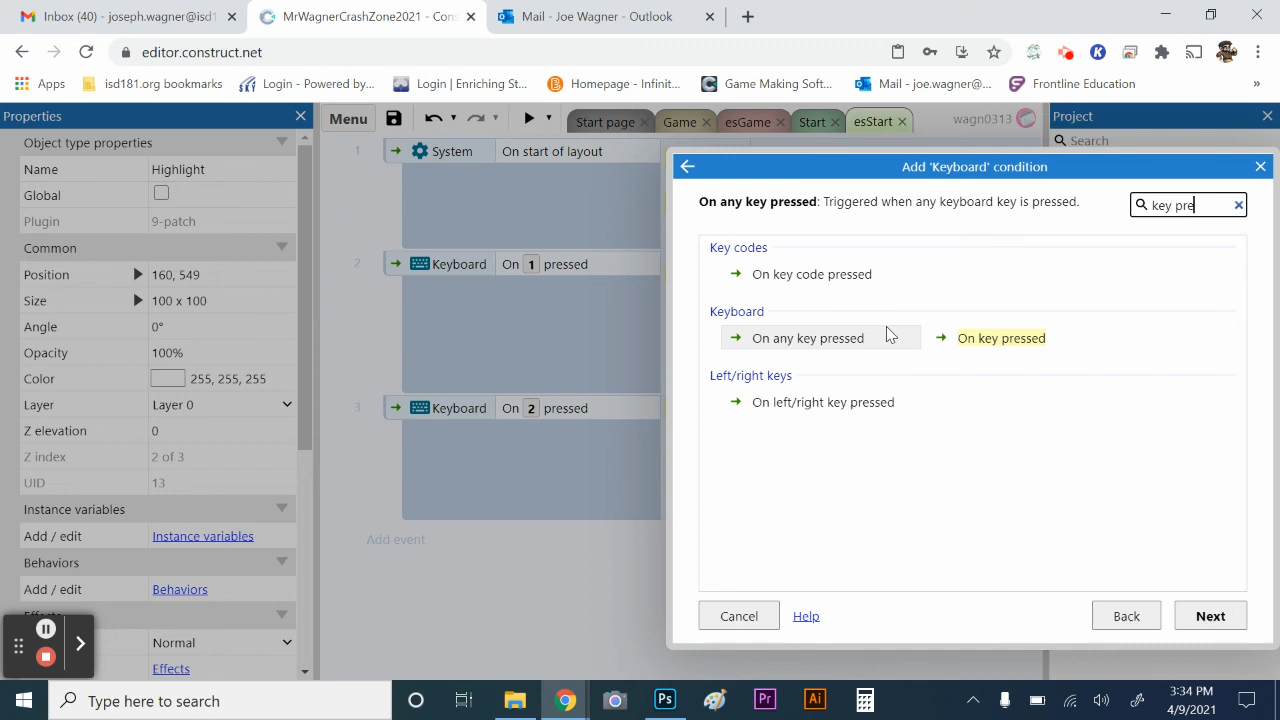 Inbox (40) - joseph.wagner@isd1
MrWagnerCrashZone2021 - Cons
Mail - Joe Wagner - Outlook
editor.construct.net
Apps
isd181.org bookmarks
Login - Powered by...
Login | Enriching St...
Homepage - Infinit...
Game Making Soft...
Mail - joe.wagner@...
Frontline Education
»
Properties
Menu
Start page
Game
esGame
Start
esStart
wagn0313
Project
Search
Object type properties
Name Highlight
Global
Plugin 9-patch
Common
Position 160, 549
Size 100 x 100
Angle 0°
Opacity 100%
Color 255, 255, 255
Layer Layer 0
Z elevation 0
Z index 2 of 3
UID 13
Instance variables
Add / edit Instance variables
Behaviors
Add / edit Behaviors
Normal
Effects
1 System On start of layout
2 Keyboard On 1 pressed
3 Keyboard On 2 pressed
Add event
Add 'Keyboard' condition
On any key pressed: Triggered when any keyboard key is pressed.
key pre
Key codes
On key code pressed
Keyboard
On any key pressed
On key pressed
Left/right keys
On left/right key pressed
Cancel
Help
Back
Next
Type here to search
Ps
Pr
Ai
3:34 PM
4/9/2021